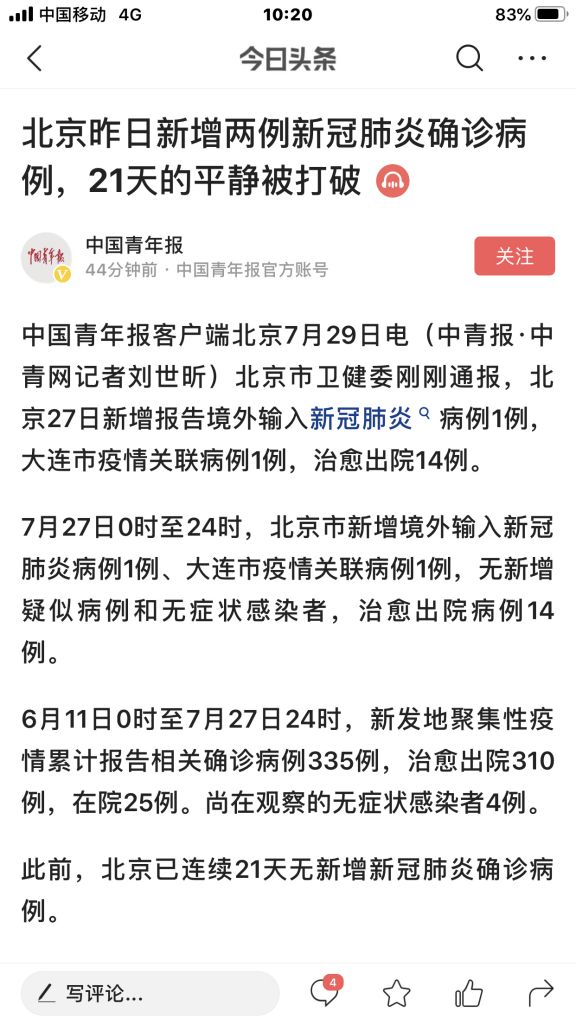 中国移动 4G 10:20 83%
今日头条
北京昨日新增两例新冠肺炎确诊病
例，21天的平静被打破
中国青年报
中国青年报
V
44分钟前 · 中国青年报官方账号
关注
中国青年报客户端北京7月29日电（中青报·中
青网记者刘世昕）北京市卫健委刚刚通报，北
京27日新增报告境外输入新冠肺炎 病例1例，
大连市疫情关联病例1例，治愈出院14例。
7月27日0时至24时，北京市新增境外输入新冠
肺炎病例1例、大连市疫情关联病例1例，无新增
疑似病例和无症状感染者，治愈出院病例14
例。
6月11日0时至7月27日24时，新发地聚集性疫
情累计报告相关确诊病例335例，治愈出院310
例，在院25例。尚在观察的无症状感染者4例。
此前，北京已连续21天无新增新冠肺炎确诊病
例。
写评论...
4